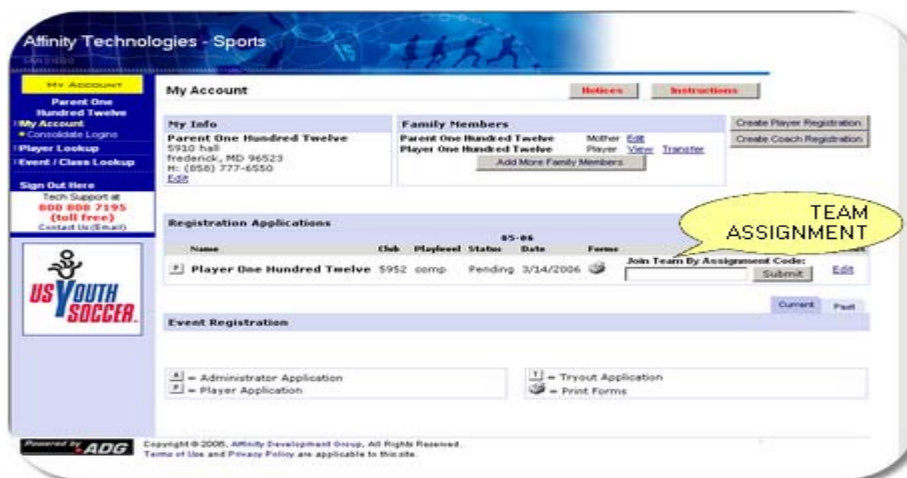 Affinity Technologies - Sports
MY ACCOUNT
Parent One
Hundred Twelve
My Account
Consolidate Logins
Player Lookup
Event / Class Lookup
Sign Out Here
Tech Support at
800 808 7195
(toll free)
Contact Us (Email)
US YOUTH
SOCCER.
My Account
Notices
Instructions
My Info
Parent One Hundred Twelve
5910 hall
frederick, MD 96523
H: (858) 777-6550
Edit
Family Members
Parent One Hundred Twelve Mother Edit
Player One Hundred Twelve Player View Transfer
Add More Family Members
Create Player Registration
Create Coach Registration
TEAM
ASSIGNMENT
Registration Applications
05-06
Name Club Playlevel Status Date Forms
Join Team By Assignment Code:
P Player One Hundred Twelve 5952 comp Pending 3/14/2006 Submit Edit
Current Past
Event Registration
A = Administrator Application
P = Player Application
T = Tryout Application
= Print Forms
Powered by ADG
Copyright © 2008, Affinity Development Group, All Rights Reserved.
Terms of Use and Privacy Policy are applicable to this site.